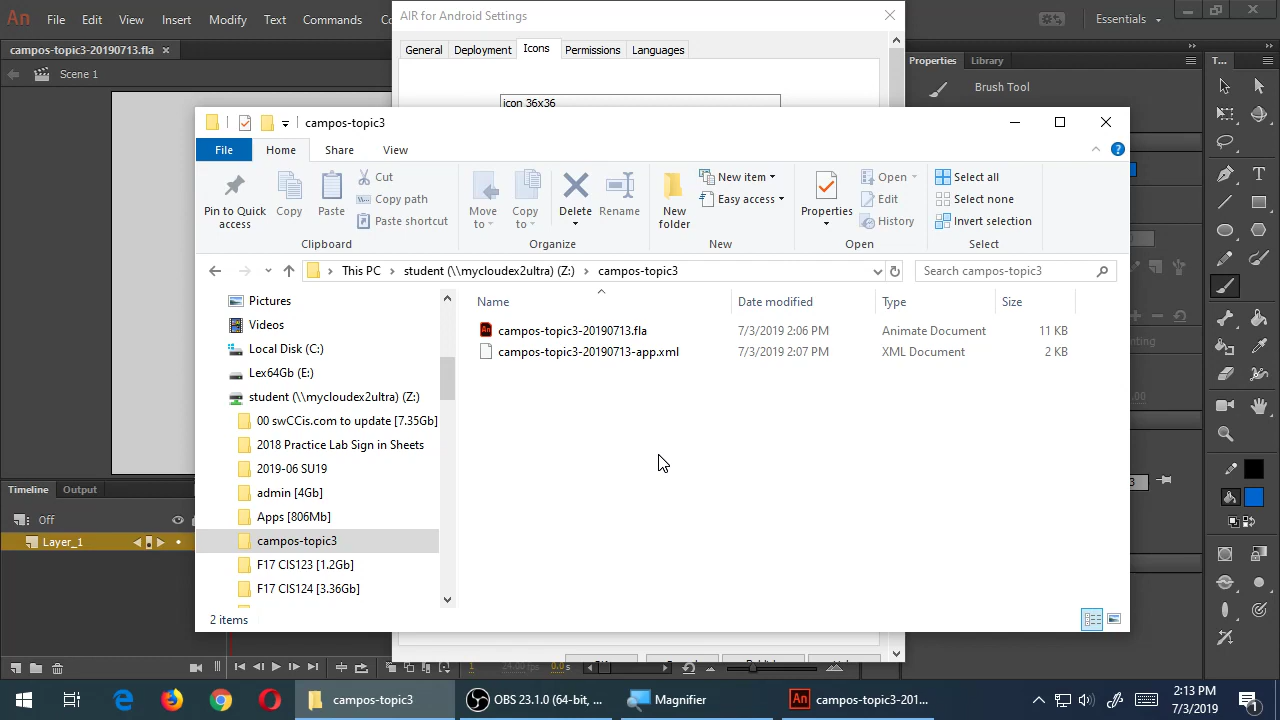 An File Edit View Insert Modify Text Commands Co Essentials
AIR for Android Settings
campos-topic3-20190713.fla
Scene 1
General Deployment Icons Permissions Languages
icon 36x36
Properties Library T...
Brush Tool
campos-topic3
File Home Share View
Pin to Quick access
Copy
Paste
Cut
Copy path
Paste shortcut
Clipboard
Move to
Copy to
Delete
Rename
Organize
New folder
New item
Easy access
New
Properties
Open
Edit
History
Open
Select all
Select none
Invert selection
Select
This PC student (\\mycloudex2ultra) (Z:) campos-topic3
Search campos-topic3
Pictures
Videos
Local Disk (C:)
Lex64Gb (E:)
student (\\mycloudex2ultra) (Z:)
00 swCCis.com to update [7.35Gb]
2018 Practice Lab Sign in Sheets
2019-06 SU19
admin [4Gb]
Apps [806Mb]
campos-topic3
F17 CIS123 [1.2Gb]
F17 CIS124 [3.36Gb]
Name Date modified Type Size
campos-topic3-20190713.fla 7/3/2019 2:06 PM Animate Document 11 KB
campos-topic3-20190713-app.xml 7/3/2019 2:07 PM XML Document 2 KB
2 items
Timeline Output
Off
Layer_1
1 24.00 fps 0.0s
campos-topic3
OBS 23.1.0 (64-bit, ...
Magnifier
An campos-topic3-201...
2:13 PM
7/3/2019
1